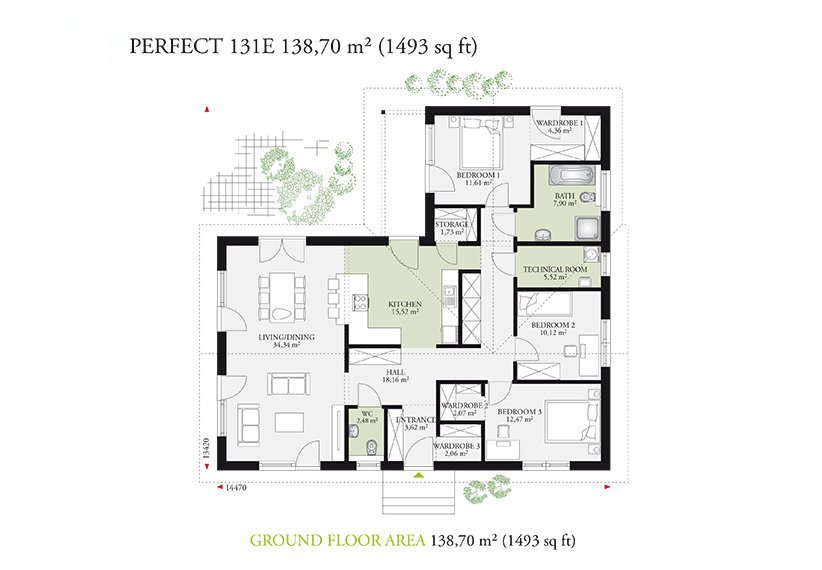 PERFECT 131E 138,70 m² (1493 sq ft)
WARDROBE 1
4,36 m²
BEDROOM 1
11,61 m²
BATH
7,90 m²
STORAGE
1,73 m²
TECHNICAL ROOM
5,52 m²
KITCHEN
15,52 m²
BEDROOM 2
10,12 m²
LIVING/DINING
34,34 m²
HALL
18,16 m²
WARDROBE 2
2,07 m²
BEDROOM 3
12,47 m²
WC
2,48 m²
ENTRANCE
3,62 m²
WARDROBE 3
2,06 m²
13420
14470
GROUND FLOOR AREA 138,70 m² (1493 sq ft)